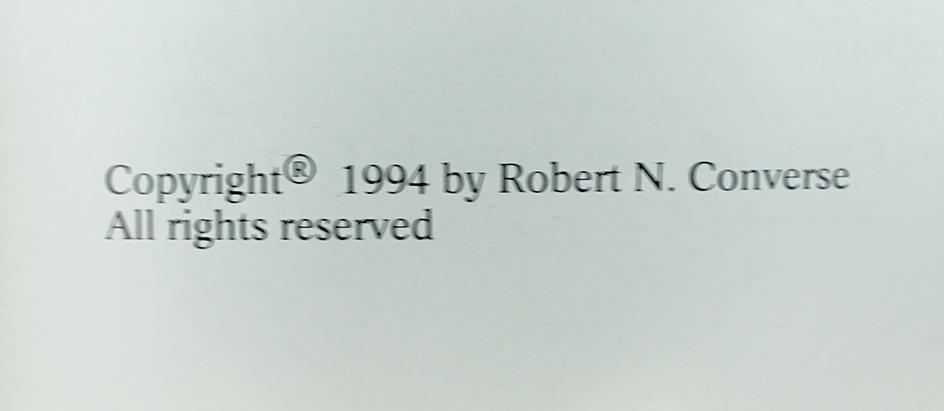 Copyright® 1994 by Robert N. Converse
All rights reserved